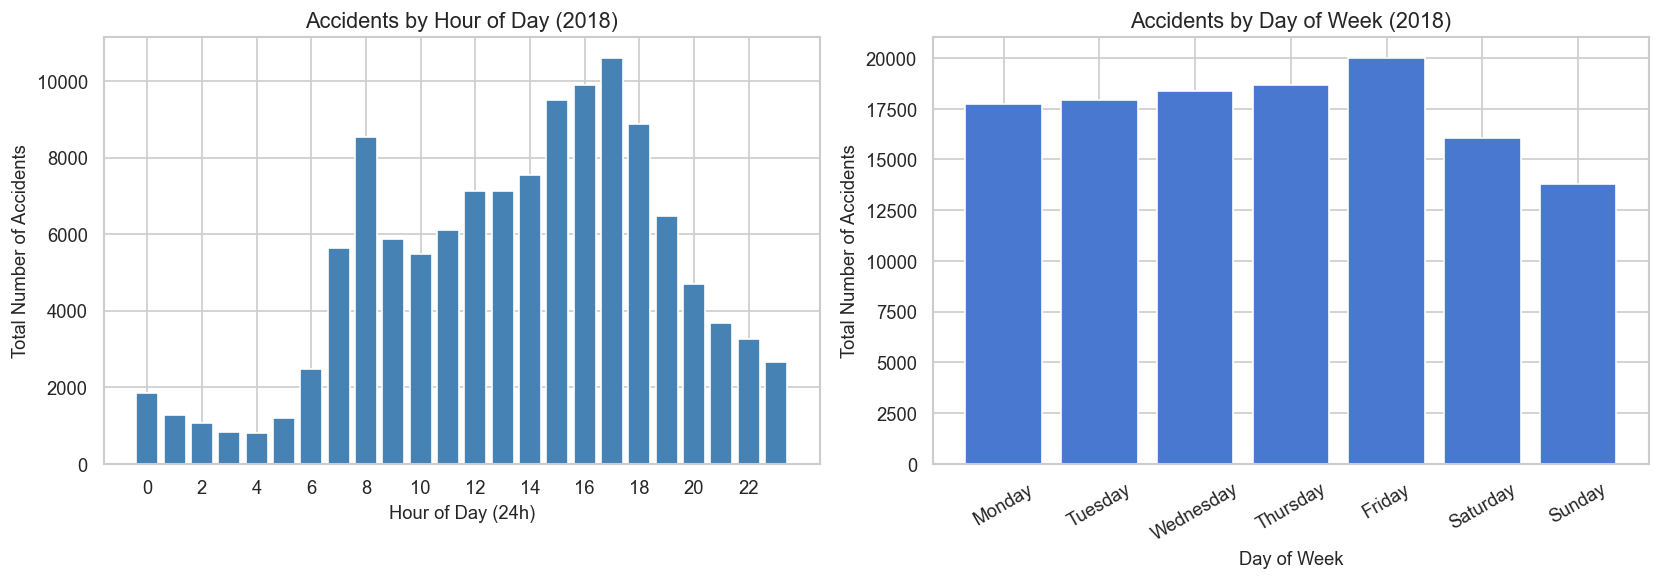 Accidents by Hour of Day (2018)
Total Number of Accidents
10000
8000
6000
4000
2000
0
0 2 4 6 8 10 12 14 16 18 20 22
Hour of Day (24h)
Accidents by Day of Week (2018)
Total Number of Accidents
20000
17500
15000
12500
10000
7500
5000
2500
0
Monday Tuesday Wednesday Thursday Friday Saturday Sunday
Day of Week